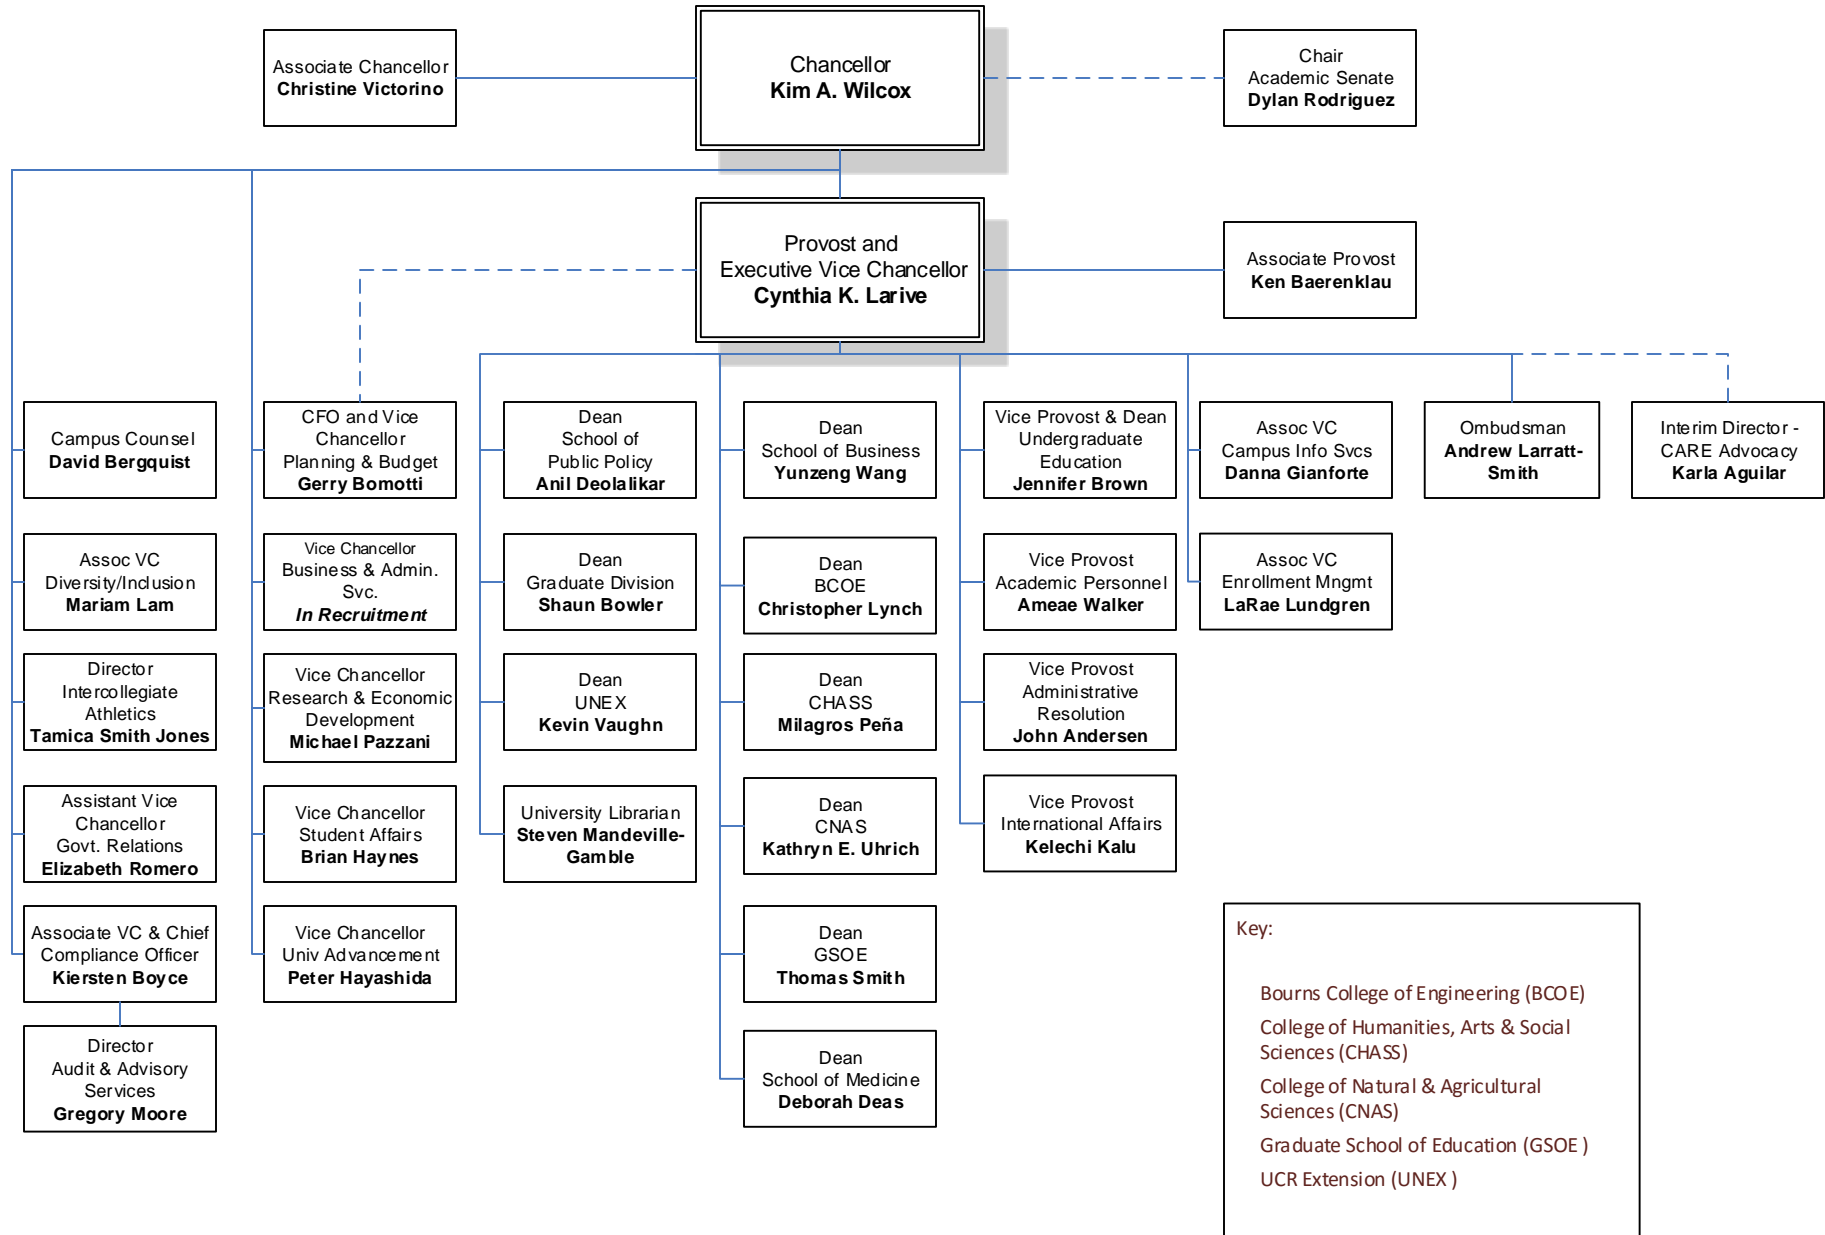 Associate Chancellor
Christine Victorino
Chancellor
Kim A. Wilcox
Chair
Academic Senate
Dylan Rodriguez
Provost and
Executive Vice Chancellor
Cynthia K. Larive
Associate Provost
Ken Baerenklau
Campus Counsel
David Bergquist
CFO and Vice
Chancellor
Planning & Budget
Gerry Bomotti
Dean
School of
Public Policy
Anil Deolalikar
Dean
School of Business
Yunzeng Wang
Vice Provost & Dean
Undergraduate
Education
Jennifer Brown
Assoc VC
Campus Info Svcs
Danna Gianforte
Ombudsman
Andrew Larratt-
Smith
Interim Director -
CARE Advocacy
Karla Aguilar
Assoc VC
Diversity/Inclusion
Mariam Lam
Vice Chancellor
Business & Admin.
Svc.
In Recruitment
Dean
Graduate Division
Shaun Bowler
Dean
BCOE
Christopher Lynch
Vice Provost
Academic Personnel
Ameae Walker
Assoc VC
Enrollment Mngmt
LaRae Lundgren
Director
Intercollegiate
Athletics
Tamica Smith Jones
Vice Chancellor
Research & Economic
Development
Michael Pazzani
Dean
UNEX
Kevin Vaughn
Dean
CHASS
Milagros Peña
Vice Provost
Administrative
Resolution
John Andersen
Assistant Vice
Chancellor
Govt. Relations
Elizabeth Romero
Vice Chancellor
Student Affairs
Brian Haynes
University Librarian
Steven Mandeville-
Gamble
Dean
CNAS
Kathryn E. Uhrich
Vice Provost
International Affairs
Kelechi Kalu
Associate VC & Chief
Compliance Officer
Kiersten Boyce
Vice Chancellor
Univ Advancement
Peter Hayashida
Dean
GSOE
Thomas Smith
Director
Audit & Advisory
Services
Gregory Moore
Dean
School of Medicine
Deborah Deas
Key:
Bourns College of Engineering (BCOE)
College of Humanities, Arts & Social
Sciences (CHASS)
College of Natural & Agricultural
Sciences (CNAS)
Graduate School of Education (GSOE )
UCR Extension (UNEX )